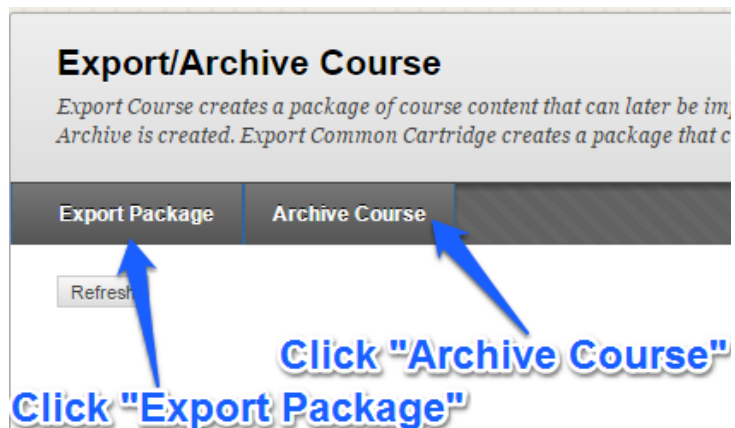 Export/Archive Course
Export Course creates a package of course content that can later be
Archive is created. Export Common Cartridge creates a package that
Export Package Archive Course
Refresh
Click "Archive Course"
Click "Export Package"